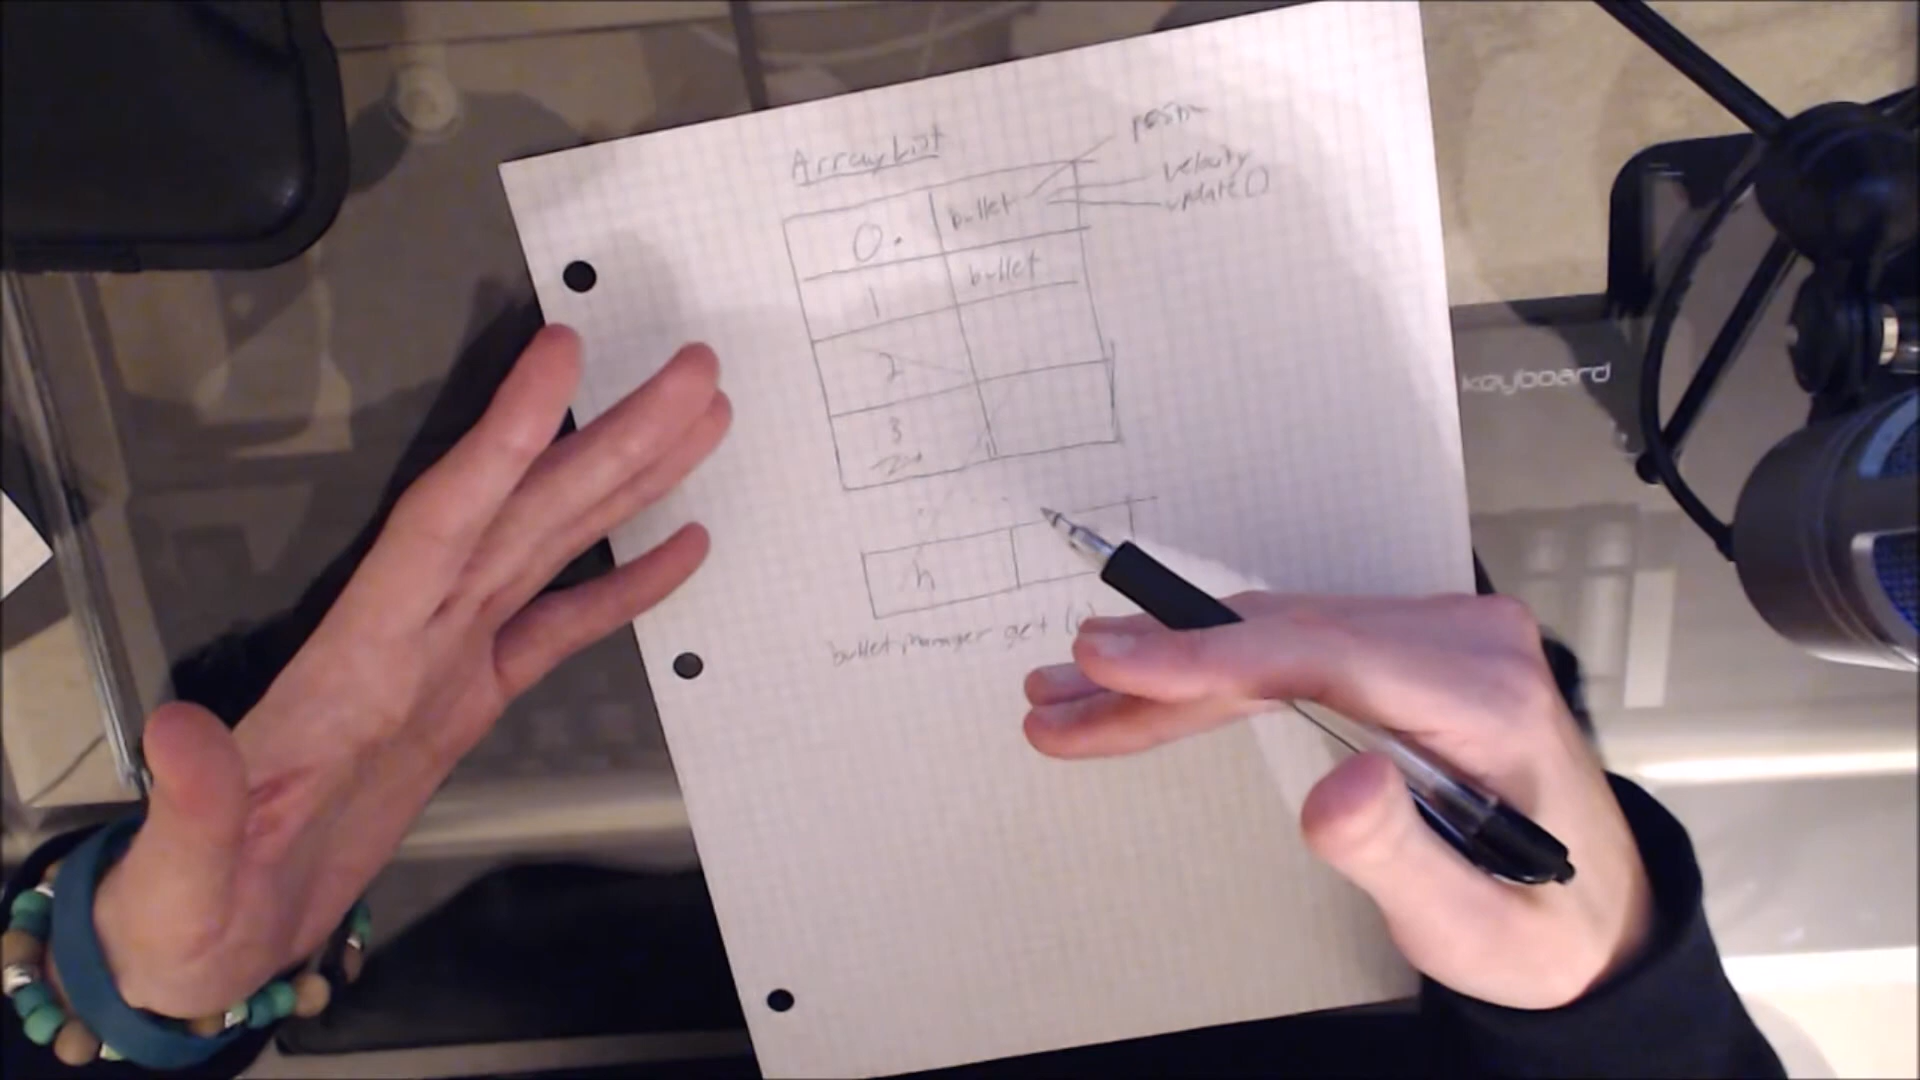 ArrayList
position
velocity
update()
0. bullet
1 bullet
2
3
n
bullet manager get (
keyboard